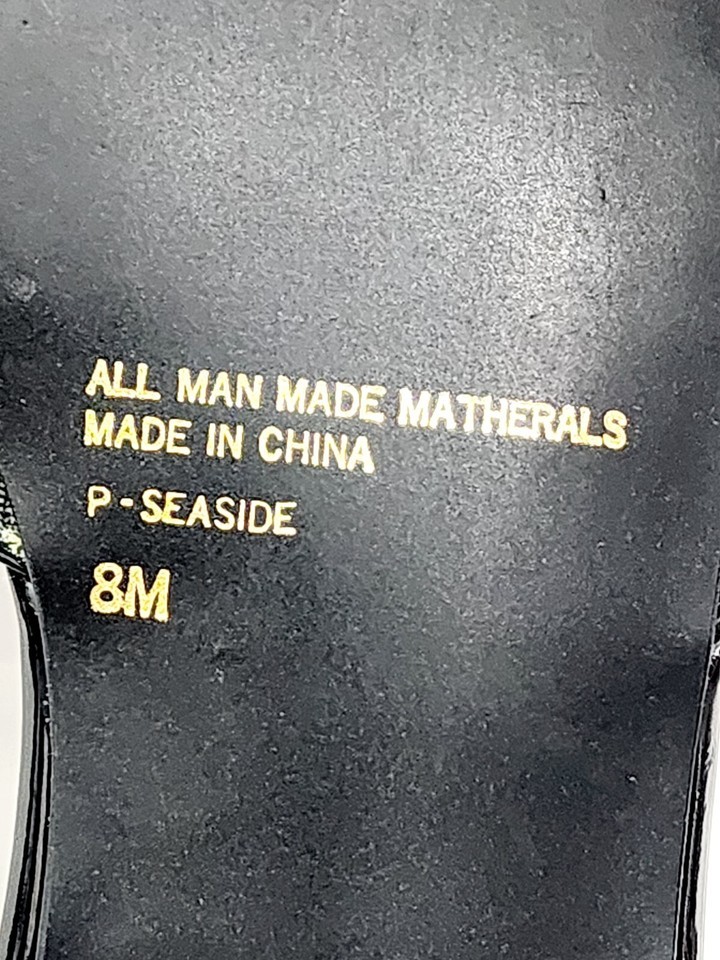 ALL MAN MADE MATHERALS
MADE IN CHINA
P-SEASIDE
8M